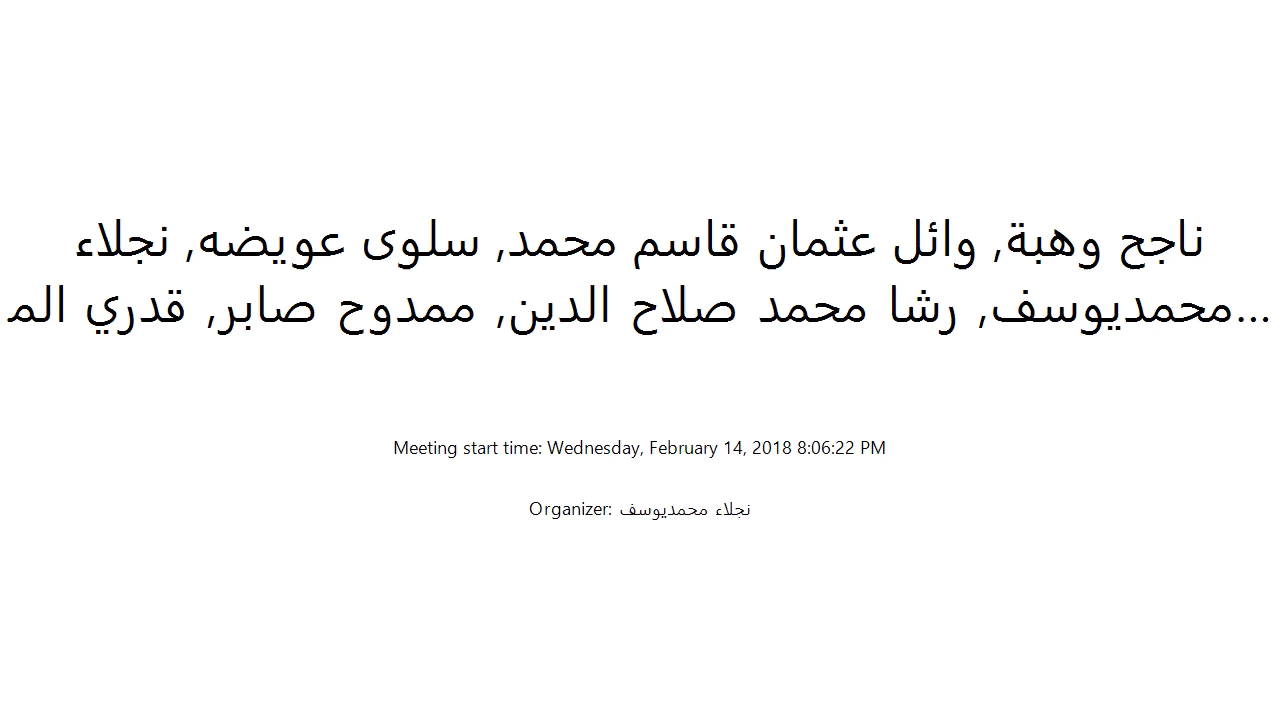 ناجح وهبة, وائل عثمان قاسم محمد, سلوى عويضه, نجلاء
محمديوسف, رشا محمد صلاح الدين, ممدوح صابر, قدري الم...
Meeting start time: Wednesday, February 14, 2018 8:06:22 PM
Organizer: نجلاء محمديوسف